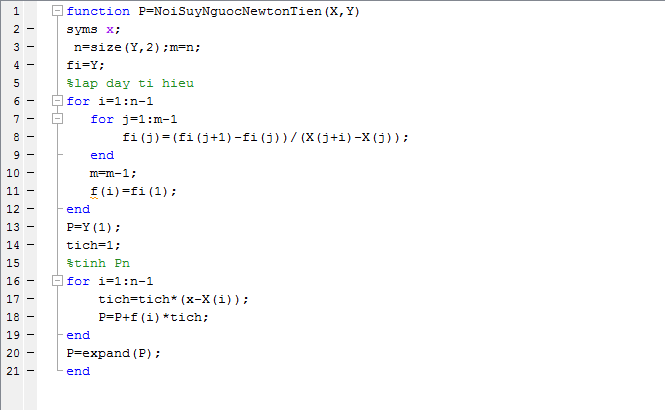 1 function P=NoiSuyNguocNewtonTien(X,Y)
2 – syms x;
3 – n=size(Y,2);m=n;
4 – fi=Y;
5 %lap day ti hieu
6 – for i=1:n-1
7 – for j=1:m-1
8 – fi(j)=(fi(j+1)-fi(j))/(X(j+i)-X(j));
9 – end
10 – m=m-1;
11 – f(i)=fi(1);
12 – end
13 – P=Y(1);
14 – tich=1;
15 %tinh Pn
16 – for i=1:n-1
17 – tich=tich*(x-X(i));
18 – P=P+f(i)*tich;
19 – end
20 – P=expand(P);
21 – end